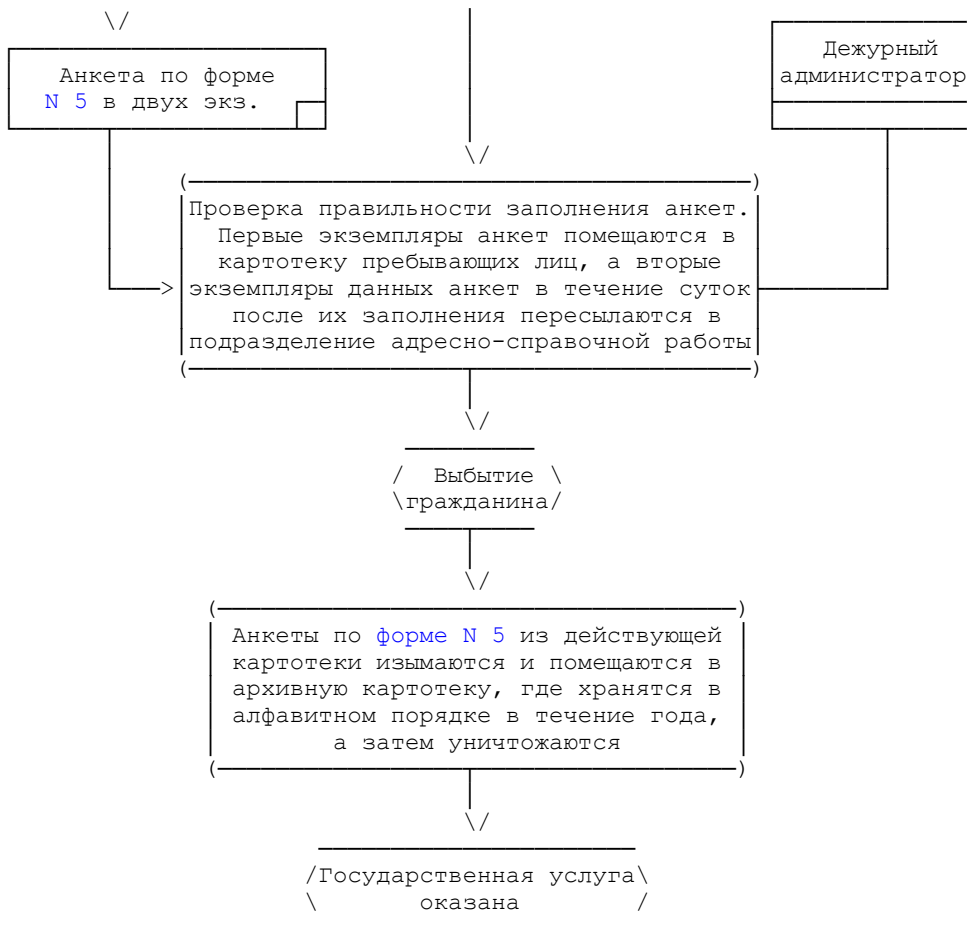 Анкета по форме
N 5 в двух экз.
Дежурный
администратор
Проверка правильности заполнения анкет.
Первые экземпляры анкет помещаются в
картотеку пребывающих лиц, а вторые
экземпляры данных анкет в течение суток
после их заполнения пересылаются в
подразделение адресно-справочной работы
Выбытие
гражданина
Анкеты по форме N 5 из действующей
картотеки изымаются и помещаются в
архивную картотеку, где хранятся в
алфавитном порядке в течение года,
а затем уничтожаются
Государственная услуга
оказана